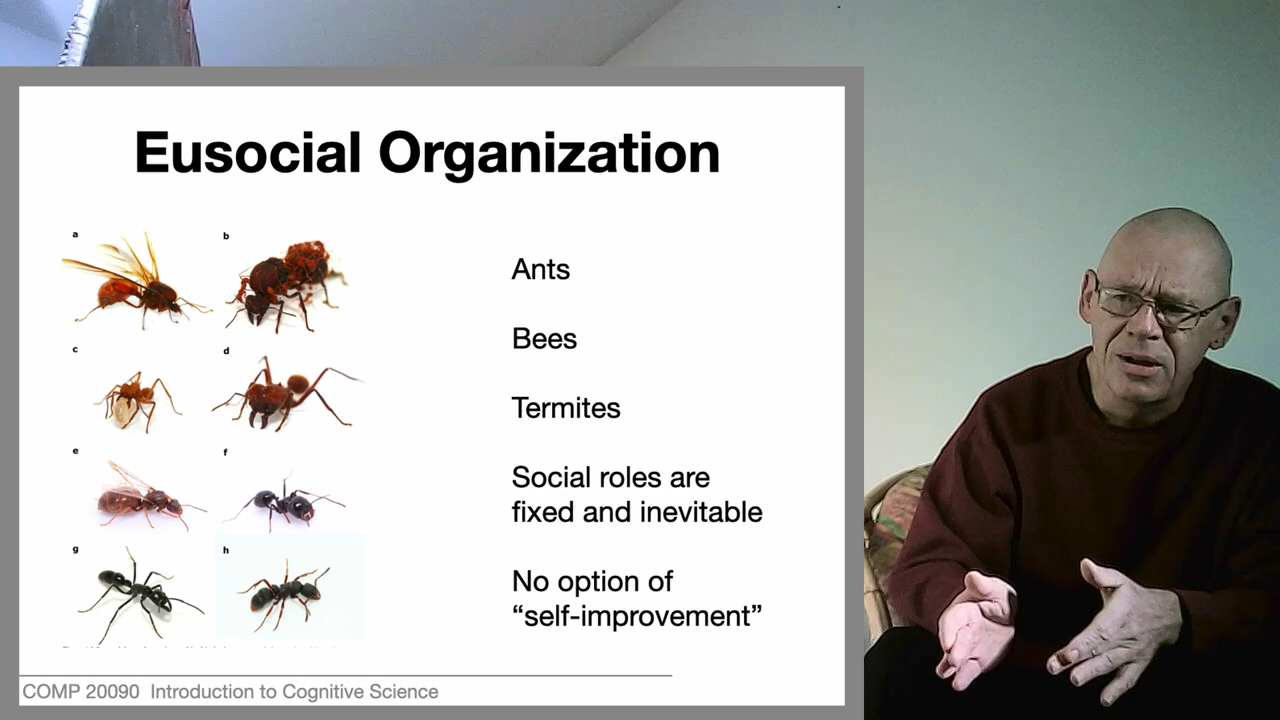 Eusocial Organization
a
b
c
d
e
f
g
h
Ants
Bees
Termites
Social roles are
fixed and inevitable
No option of
“self-improvement”
COMP 20090 Introduction to Cognitive Science